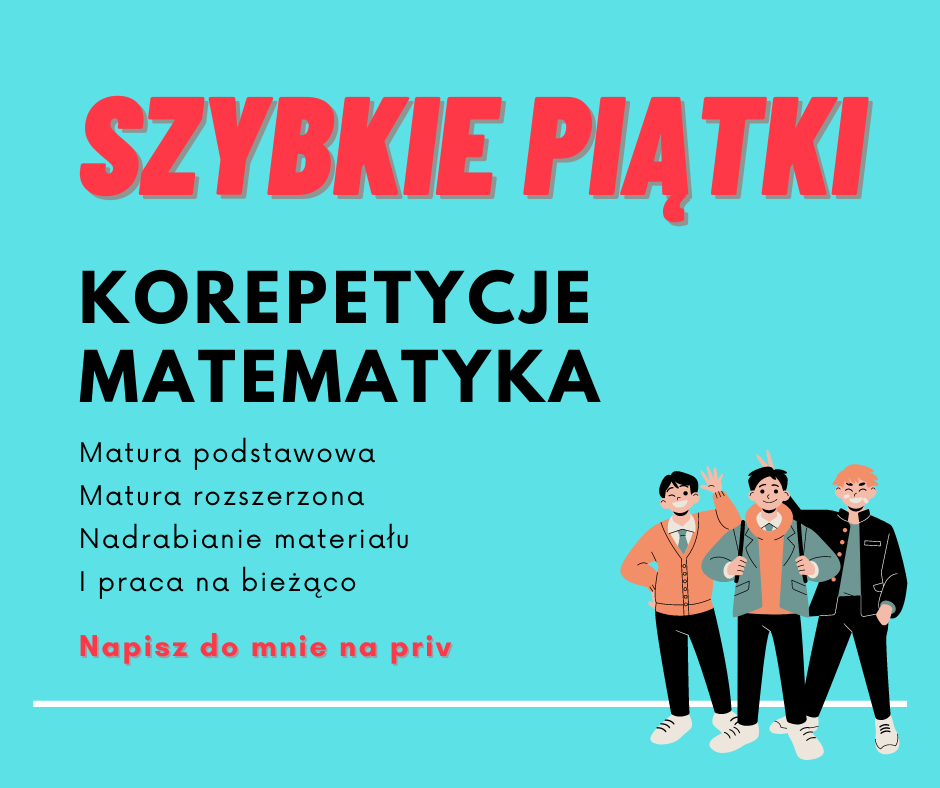 SZYBKIE PIĄTKI
KOREPETYCJE
MATEMATYKA
Matura podstawowa
Matura rozszerzona
Nadrabianie materiału
I praca na bieżąco
Napisz do mnie na priv